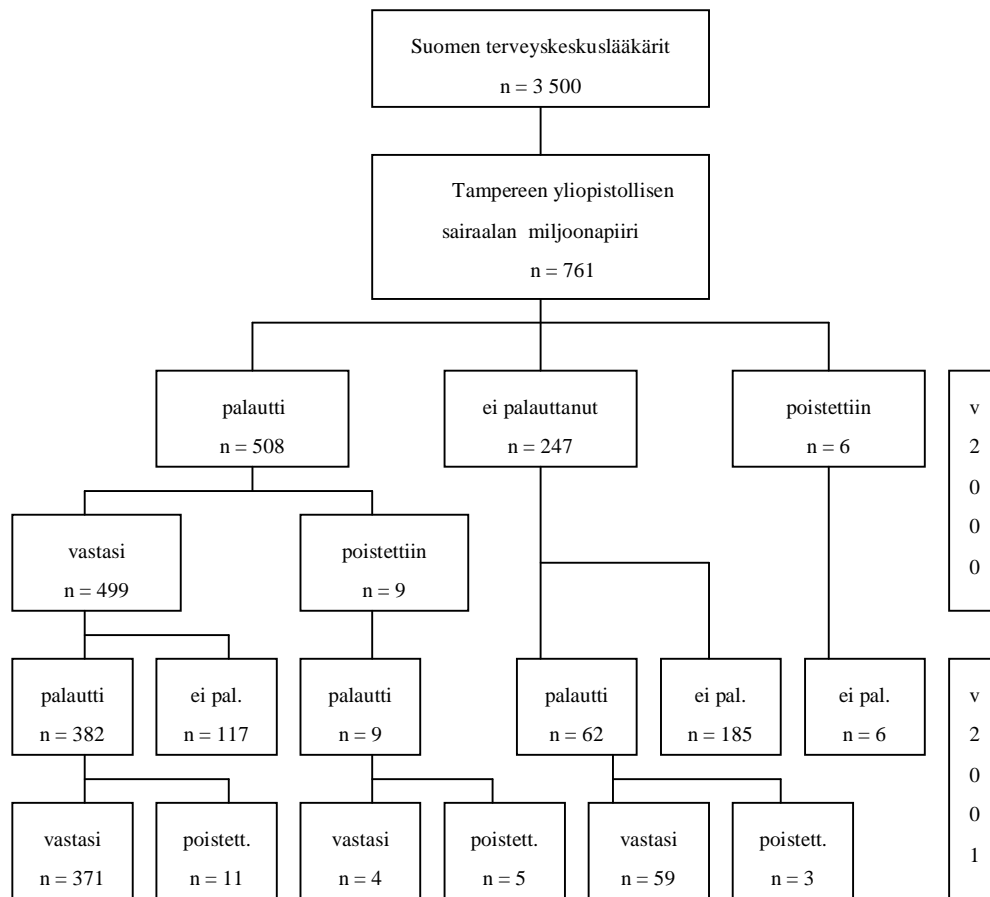 Suomen terveyskeskuslääkärit
n = 3 500
Tampereen yliopistollisen
sairaalan miljoonapiiri
n = 761
palautti
n = 508
ei palauttanut
n = 247
poistettiin
n = 6
v
2
0
0
0
vastasi
n = 499
poistettiin
n = 9
palautti
n = 382
ei pal.
n = 117
palautti
n = 9
palautti
n = 62
ei pal.
n = 185
ei pal.
n = 6
v
2
0
0
1
vastasi
n = 371
poistett.
n = 11
vastasi
n = 4
poistett.
n = 5
vastasi
n = 59
poistett.
n = 3